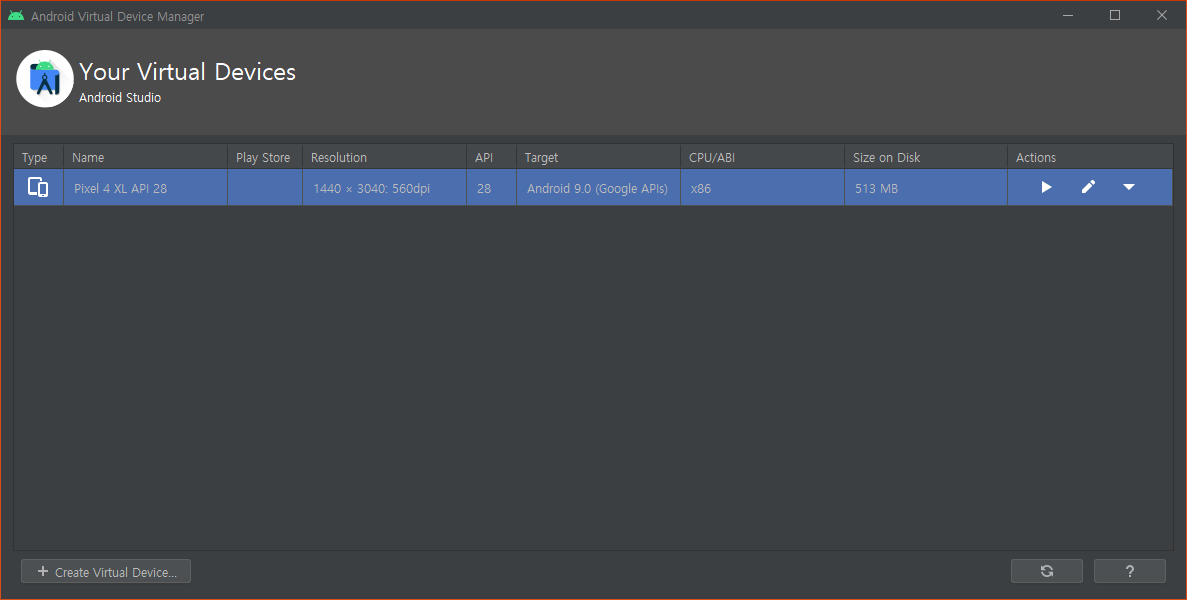 Android Virtual Device Manager
Your Virtual Devices
Android Studio
Type Name Play Store Resolution API Target CPU/ABI Size on Disk Actions
Pixel 4 XL API 28 1440 × 3040: 560dpi 28 Android 9.0 (Google APIs) x86 513 MB
+ Create Virtual Device... ?